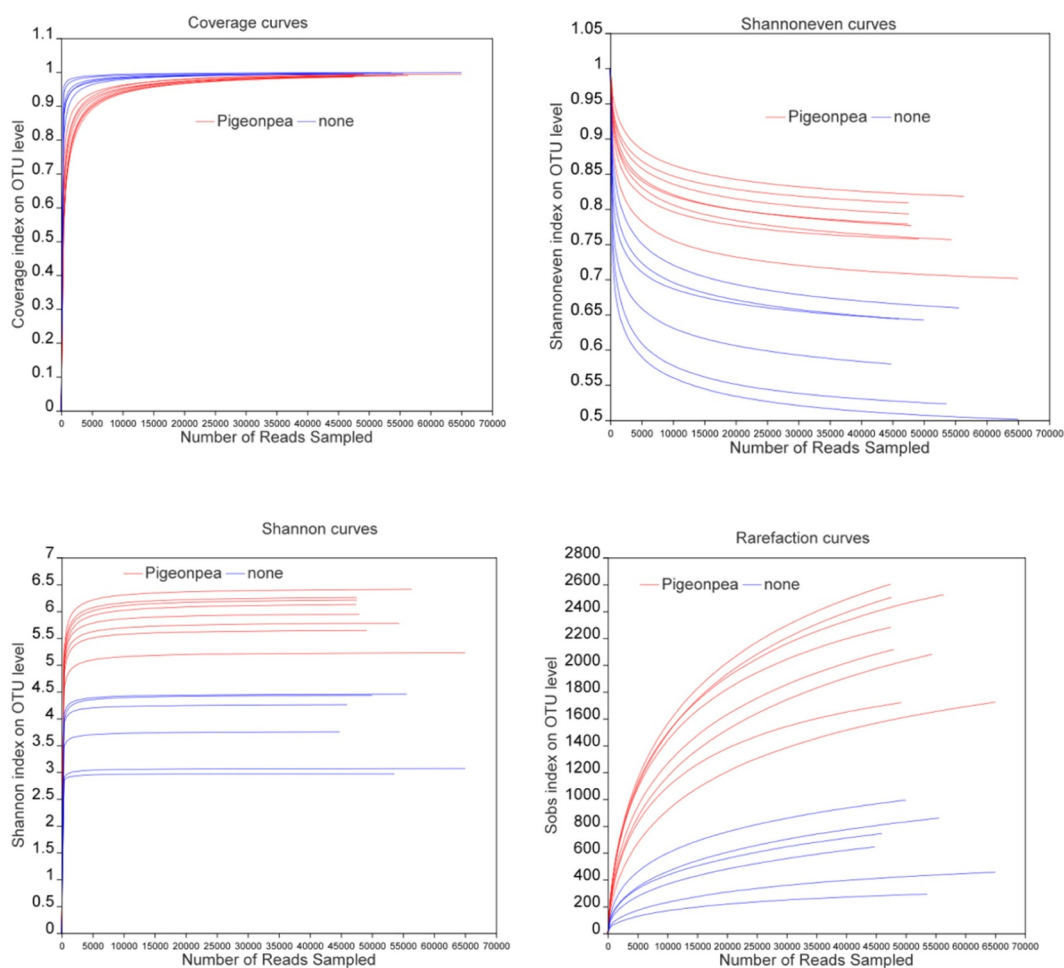 Coverage curves
1.1
1
0.9
0.8
0.7
0.6
0.5
0.4
0.3
0.2
0.1
0
Coverage index on OTU level
Pigeonpea none
0 5000 10000 15000 20000 25000 30000 35000 40000 45000 50000 55000 60000 65000 70000
Number of Reads Sampled
Shannoneven curves
1.05
1
0.95
0.9
0.85
0.8
0.75
0.7
0.65
0.6
0.55
0.5
Shannoneven index on OTU level
Pigeonpea none
0 5000 10000 15000 20000 25000 30000 35000 40000 45000 50000 55000 60000 65000 70000
Number of Reads Sampled
Shannon curves
7
6.5
6
5.5
5
4.5
4
3.5
3
2.5
2
1.5
1
0.5
0
Shannon index on OTU level
Pigeonpea none
0 5000 10000 15000 20000 25000 30000 35000 40000 45000 50000 55000 60000 65000 70000
Number of Reads Sampled
Rarefaction curves
2800
2600
2400
2200
2000
1800
1600
1400
1200
1000
800
600
400
200
0
Sobs index on OTU level
Pigeonpea none
0 5000 10000 15000 20000 25000 30000 35000 40000 45000 50000 55000 60000 65000 70000
Number of Reads Sampled